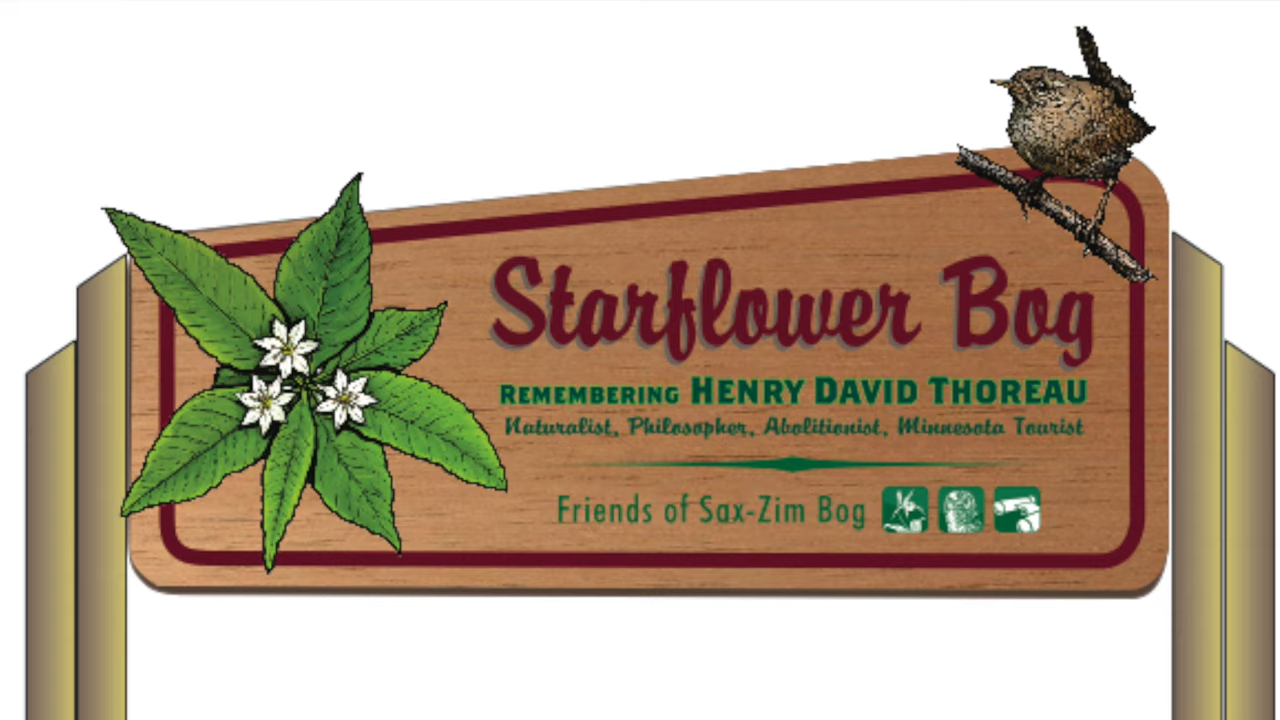 Starflower Bog
REMEMBERING HENRY DAVID THOREAU
Naturalist, Philosopher, Abolitionist, Minnesota Tourist
Friends of Sax-Zim Bog